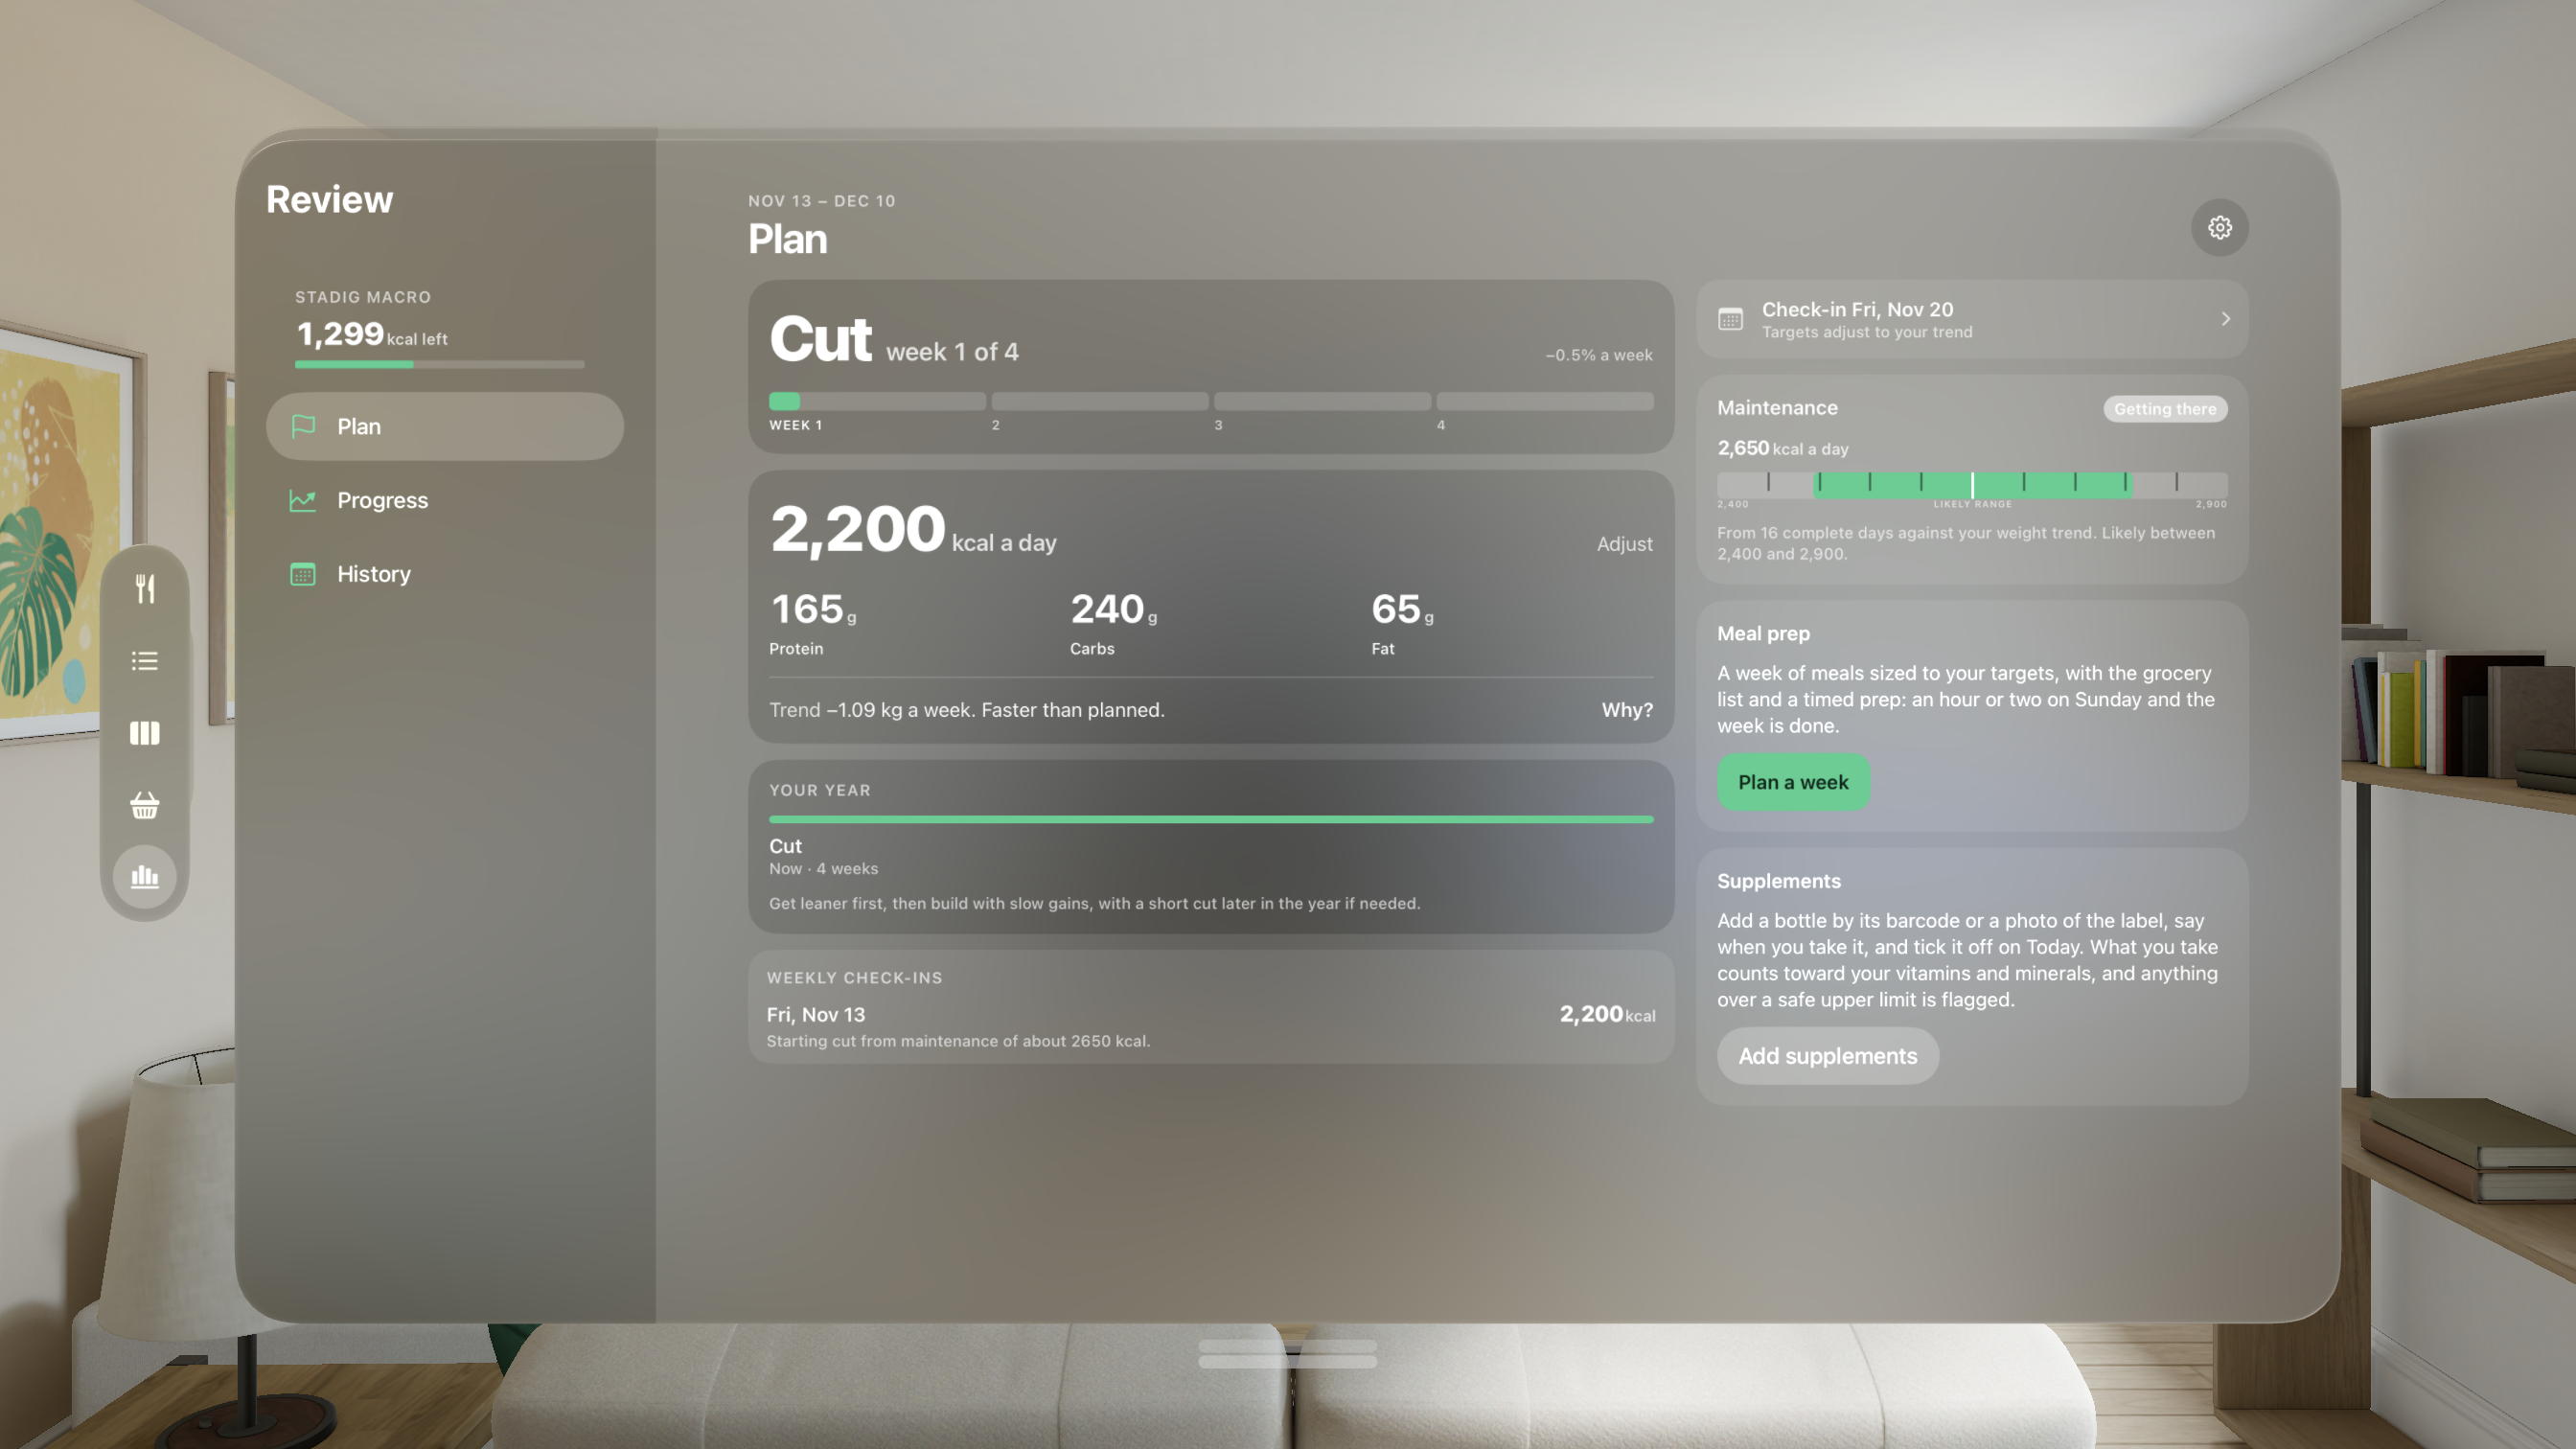 Review
STADIG MACRO
1,299 kcal left
Plan
Progress
History
NOV 13 – DEC 10
Plan
Cut week 1 of 4
−0.5% a week
WEEK 1
2
3
4
2,200 kcal a day
Adjust
165 g
Protein
240 g
Carbs
65 g
Fat
Trend −1.09 kg a week. Faster than planned.
Why?
YOUR YEAR
Cut
Now · 4 weeks
Get leaner first, then build with slow gains, with a short cut later in the year if needed.
WEEKLY CHECK-INS
Fri, Nov 13
2,200 kcal
Starting cut from maintenance of about 2650 kcal.
Check-in Fri, Nov 20
Targets adjust to your trend
Maintenance
Getting there
2,650 kcal a day
2,400
LIKELY RANGE
2,900
From 16 complete days against your weight trend. Likely between
2,400 and 2,900.
Meal prep
A week of meals sized to your targets, with the grocery
list and a timed prep: an hour or two on Sunday and the
week is done.
Plan a week
Supplements
Add a bottle by its barcode or a photo of the label, say
when you take it, and tick it off on Today. What you take
counts toward your vitamins and minerals, and anything
over a safe upper limit is flagged.
Add supplements